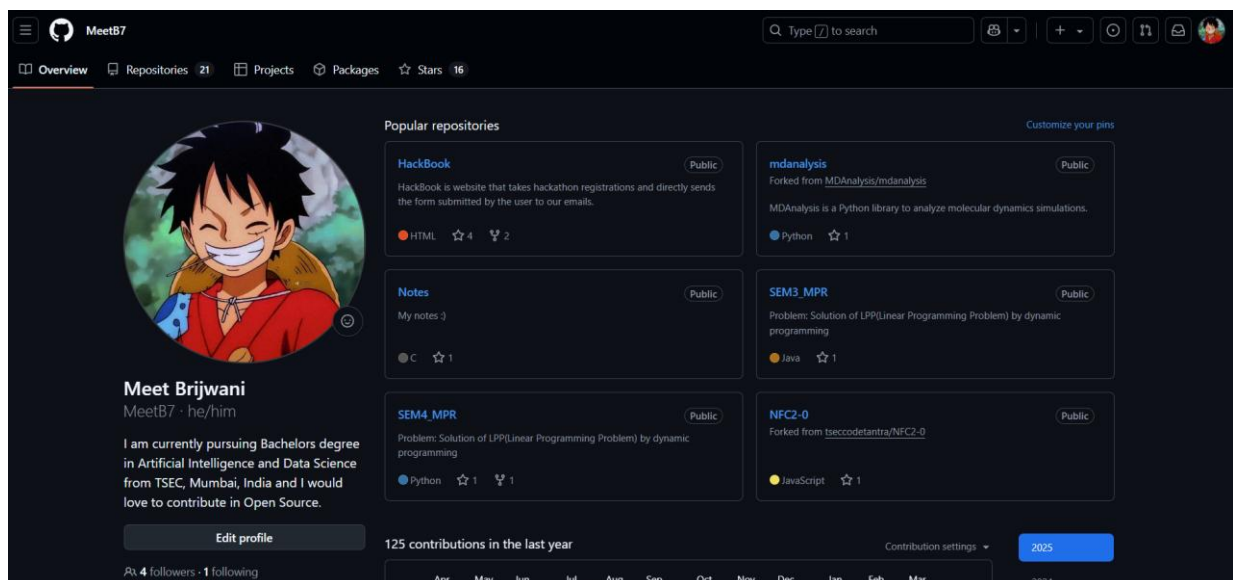 MeetB7
Type / to search
Overview
Repositories 21
Projects
Packages
Stars 16
Popular repositories
Customize your pins
HackBook
Public
HackBook is website that takes hackathon registrations and directly sends
the form submitted by the user to our emails.
HTML 4 2
mdanalysis
Public
Forked from MDAnalysis/mdanalysis
MDAnalysis is a Python library to analyze molecular dynamics simulations.
Python 1
Notes
Public
My notes :)
C 1
SEM3_MPR
Public
Problem: Solution of LPP(Linear Programming Problem) by dynamic
programming
Java 1
SEM4_MPR
Public
Problem: Solution of LPP(Linear Programming Problem) by dynamic
programming
Python 1 1
NFC2-0
Public
Forked from tseccodetantra/NFC2-0
JavaScript 1
Meet Brijwani
MeetB7 · he/him
I am currently pursuing Bachelors degree
in Artificial Intelligence and Data Science
from TSEC, Mumbai, India and I would
love to contribute in Open Source.
Edit profile
4 followers · 1 following
125 contributions in the last year
Contribution settings
2025
Apr May Jun Jul Aug Sep Oct Nov Dec Jan Feb Mar